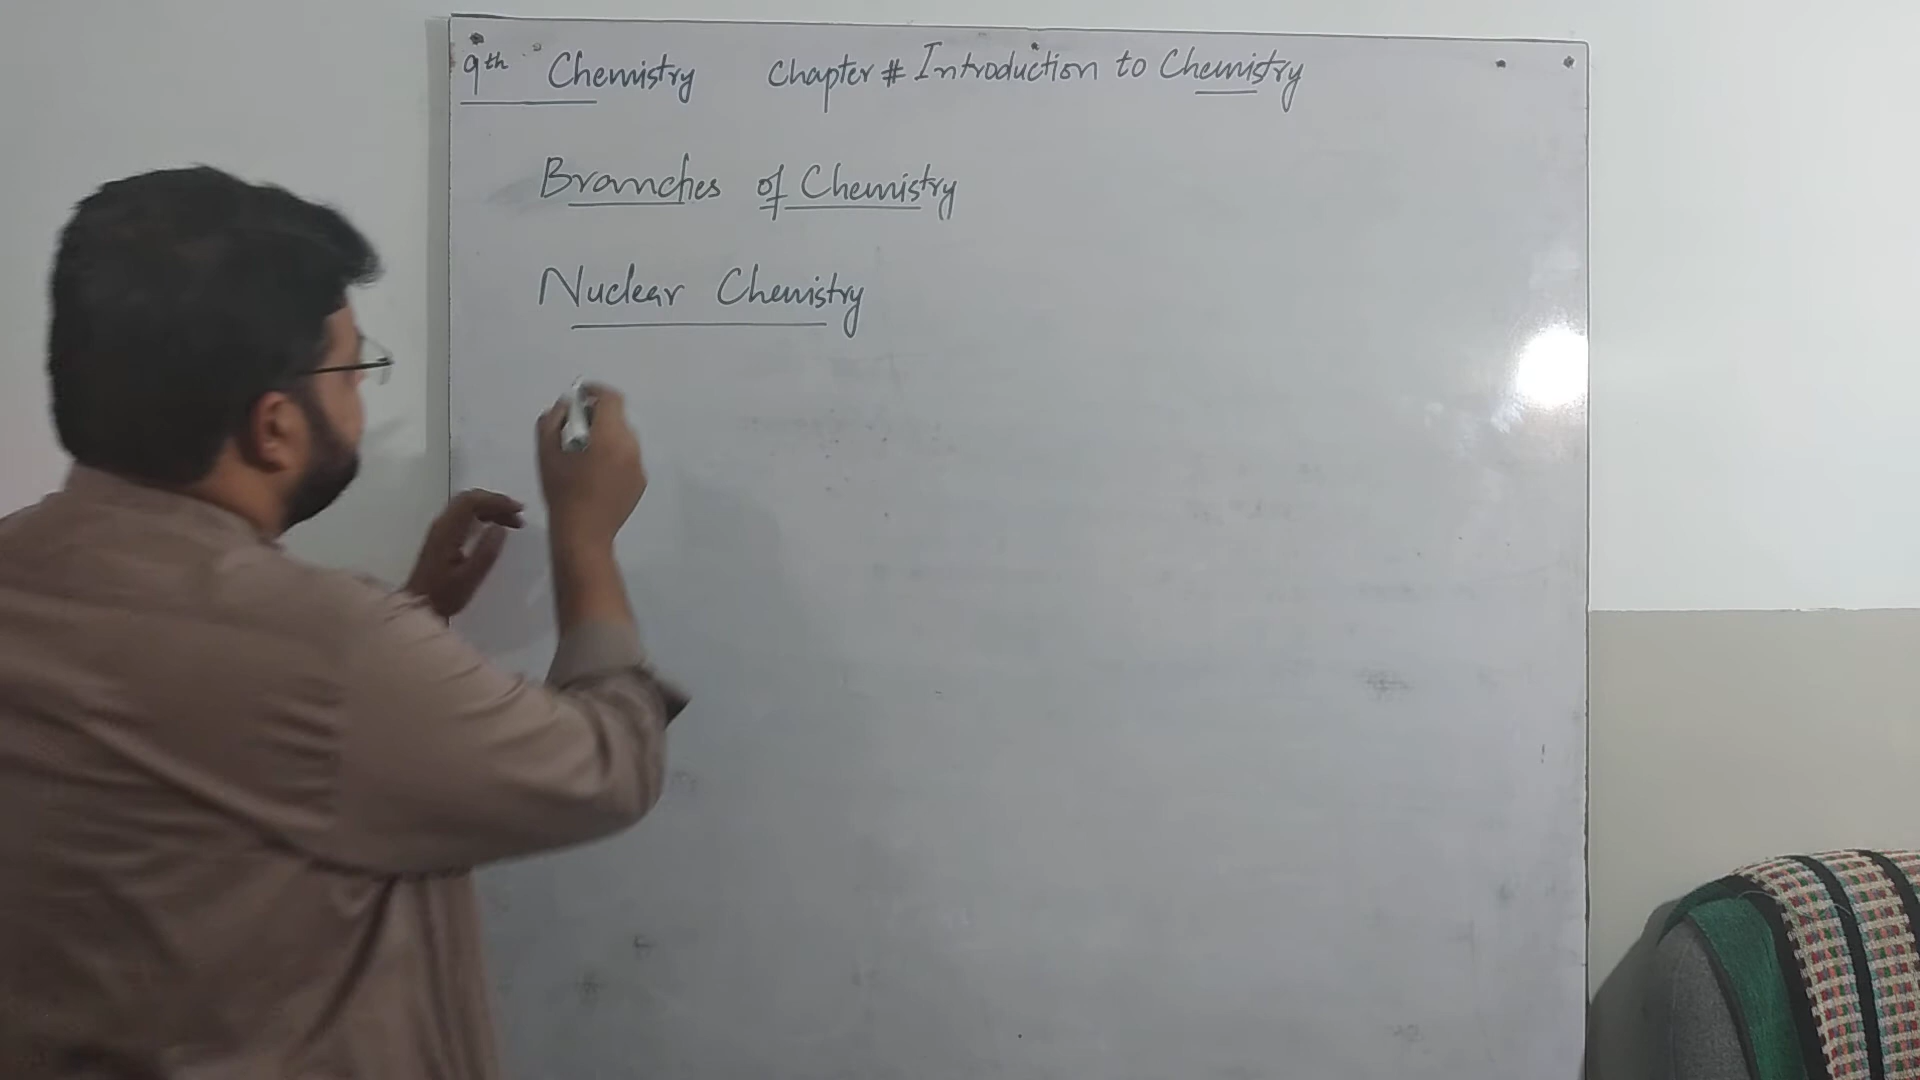 9th Chemistry Chapter # Introduction to Chemistry
Branches of Chemistry
Nuclear Chemistry